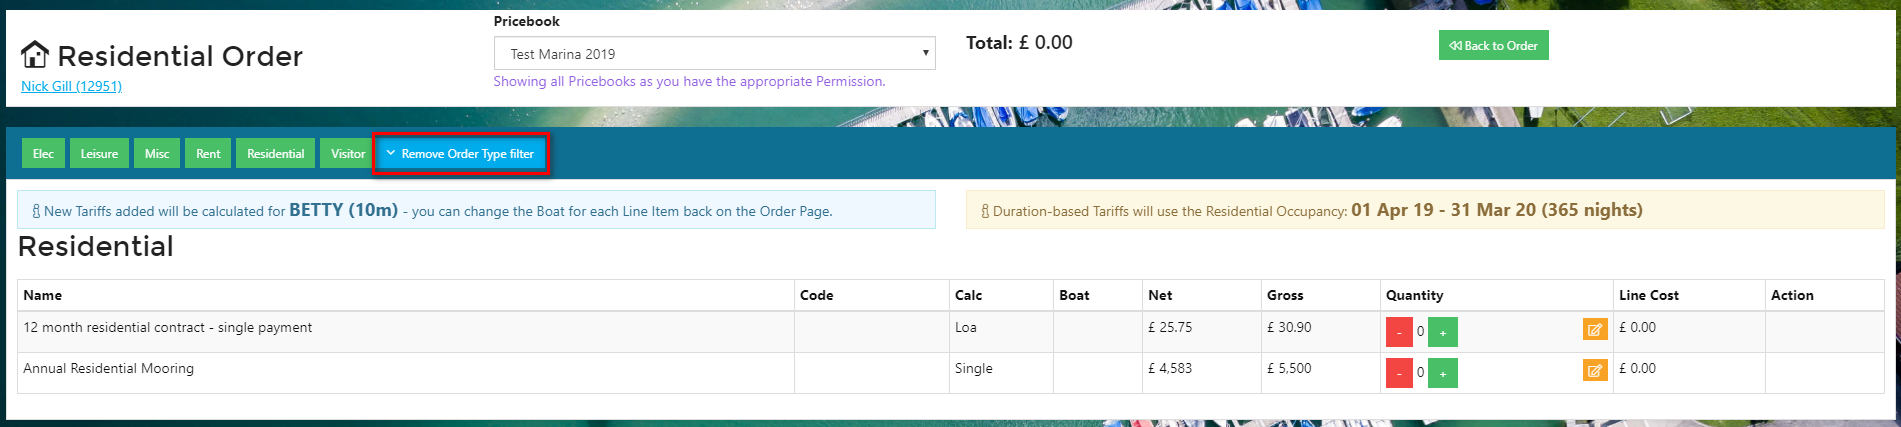 Residential Order
Nick Gill (12951)
Pricebook
Test Marina 2019
Showing all Pricebooks as you have the appropriate Permission.
Total: £ 0.00
Back to Order
Elec Leisure Misc Rent Residential Visitor Remove Order Type filter
New Tariffs added will be calculated for BETTY (10m) - you can change the Boat for each Line Item back on the Order Page.
Duration-based Tariffs will use the Residential Occupancy: 01 Apr 19 - 31 Mar 20 (365 nights)
Residential
Name Code Calc Boat Net Gross Quantity Line Cost Action
12 month residential contract - single payment Loa £ 25.75 £ 30.90 - 0 + £ 0.00
Annual Residential Mooring Single £ 4,583 £ 5,500 - 0 + £ 0.00